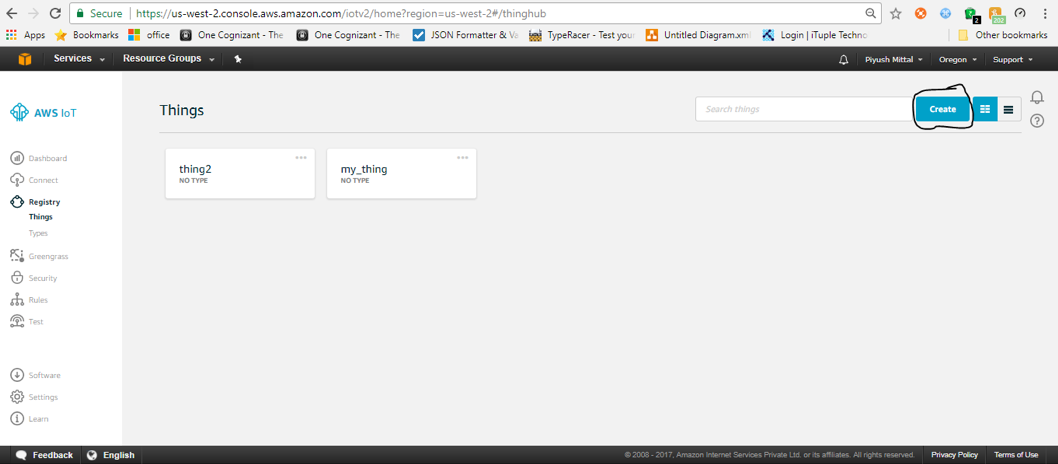 Secure https://us-west-2.console.aws.amazon.com/iotv2/home?region=us-west-2#/thinghub
Apps Bookmarks office One Cognizant - The One Cognizant - The JSON Formatter & Va TypeRacer - Test your Untitled Diagram.xml Login | iTuple Techno Other bookmarks
2
202
Services Resource Groups Piyush Mittal Oregon Support
AWS IoT
Things
Search things
Create
Dashboard
Connect
Registry
Things
Types
Greengrass
Security
Rules
Test
Software
Settings
Learn
thing2
NO TYPE
my_thing
NO TYPE
Feedback English © 2008 - 2017, Amazon Internet Services Private Ltd. or its affiliates. All rights reserved. Privacy Policy Terms of Use